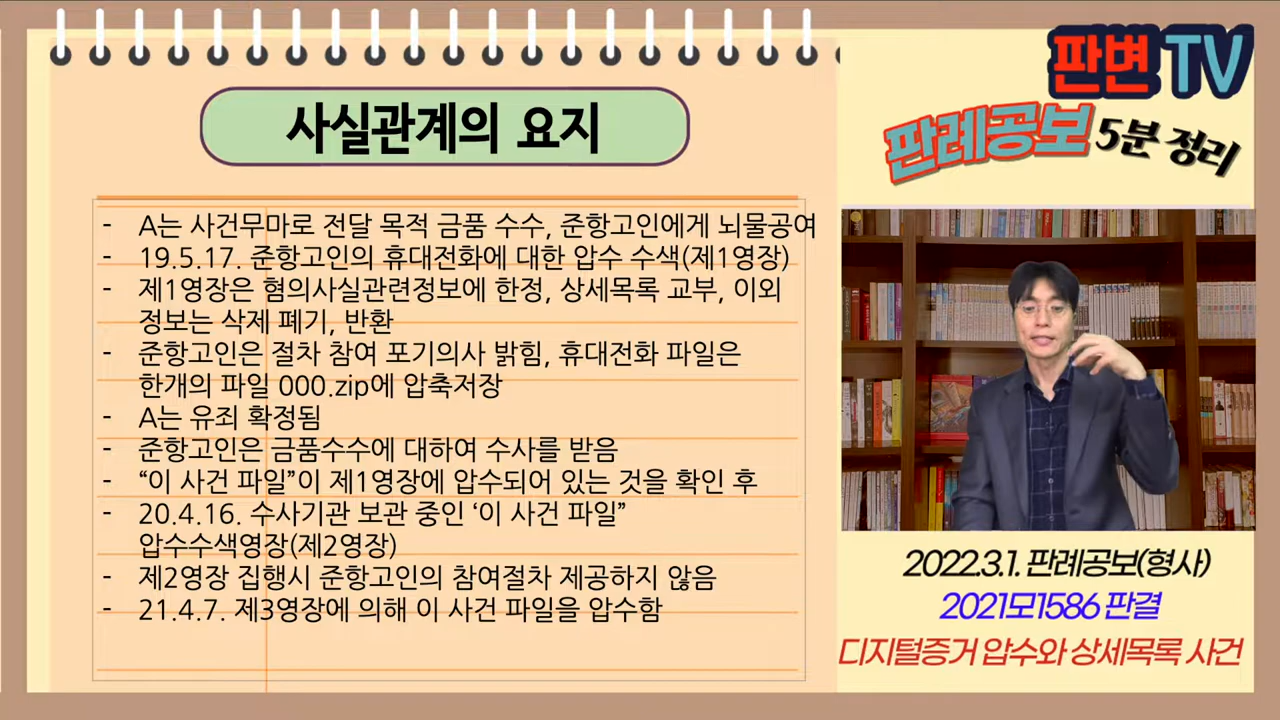 사실관계의 요지
- A는 사건무마로 전달 목적 금품 수수, 준항고인에게 뇌물공여
- 19.5.17. 준항고인의 휴대전화에 대한 압수 수색(제1영장)
- 제1영장은 혐의사실관련정보에 한정, 상세목록 교부, 이외
정보는 삭제 폐기, 반환
- 준항고인은 절차 참여 포기의사 밝힘, 휴대전화 파일은
한개의 파일 000.zip에 압축저장
- A는 유죄 확정됨
- 준항고인은 금품수수에 대하여 수사를 받음
- “이 사건 파일”이 제1영장에 압수되어 있는 것을 확인 후
- 20.4.16. 수사기관 보관 중인 ‘이 사건 파일”
압수수색영장(제2영장)
- 제2영장 집행시 준항고인의 참여절차 제공하지 않음
- 21.4.7. 제3영장에 의해 이 사건 파일을 압수함
판변 TV
판례공보 5분 정리
2022.3.1. 판례공보(형사)
2021모1586 판결
디지털증거 압수와 상세목록 사건